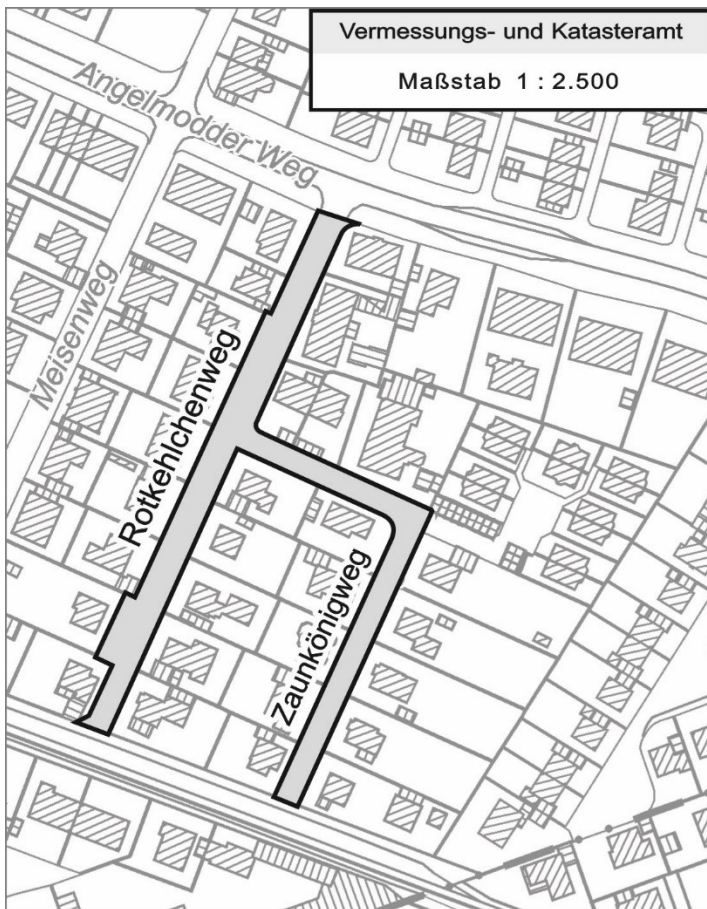 Vermessungs- und Katasteramt
Maßstab 1 : 2.500
Angelmodder Weg
Meisenweg
Rotkehlchenweg
Zaunkönigweg